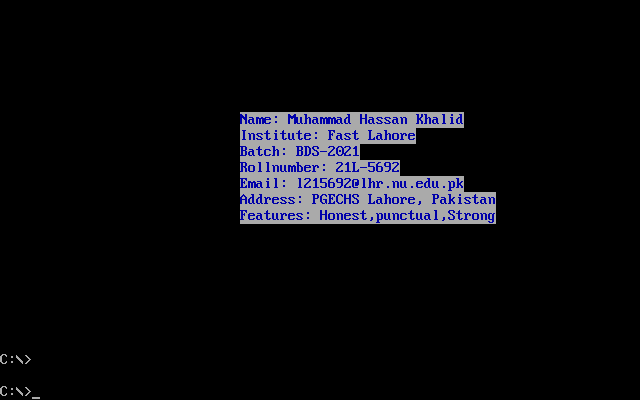 Name: Muhammad Hassan Khalid
Institute: Fast Lahore
Batch: BDS-2021
Rollnumber: 21L-5692
Email: l215692@lhr.nu.edu.pk
Address: PGECHS Lahore, Pakistan
Features: Honest,punctual,Strong
C:\>
C:\>_